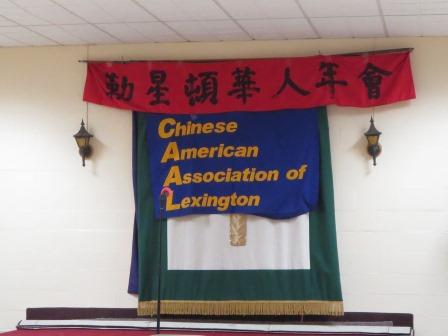 勒星頓華人年會
Chinese
American
Association of
Lexington